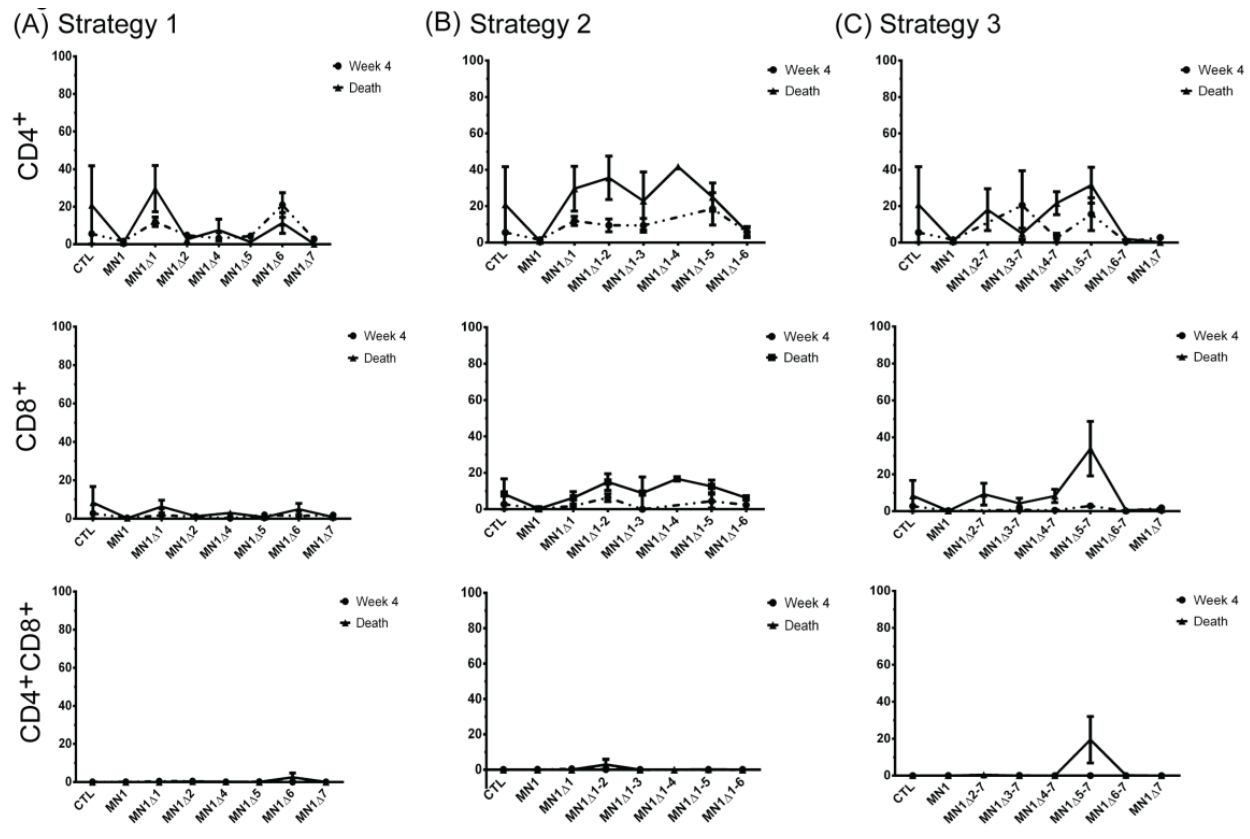 (A) Strategy 1
(B) Strategy 2
(C) Strategy 3
CD4+
100
80
60
40
20
0
Week 4
Death
CTL
MN1
MN1Δ1
MN1Δ2
MN1Δ4
MN1Δ5
MN1Δ6
MN1Δ7
100
80
60
40
20
0
Week 4
Death
CTL
MN1
MN1Δ1
MN1Δ1-2
MN1Δ1-3
MN1Δ1-4
MN1Δ1-5
MN1Δ1-6
100
80
60
40
20
0
Week 4
Death
CTL
MN1
MN1Δ2-7
MN1Δ3-7
MN1Δ4-7
MN1Δ5-7
MN1Δ6-7
MN1Δ7
CD8+
100
80
60
40
20
0
Week 4
Death
CTL
MN1
MN1Δ1
MN1Δ2
MN1Δ4
MN1Δ5
MN1Δ6
MN1Δ7
100
80
60
40
20
0
Week 4
Death
CTL
MN1
MN1Δ1
MN1Δ1-2
MN1Δ1-3
MN1Δ1-4
MN1Δ1-5
MN1Δ1-6
100
80
60
40
20
0
Week 4
Death
CTL
MN1
MN1Δ2-7
MN1Δ3-7
MN1Δ4-7
MN1Δ5-7
MN1Δ6-7
MN1Δ7
CD4+CD8+
100
80
60
40
20
0
Week 4
Death
CTL
MN1
MN1Δ1
MN1Δ2
MN1Δ4
MN1Δ5
MN1Δ6
MN1Δ7
100
80
60
40
20
0
Week 4
Death
CTL
MN1
MN1Δ1
MN1Δ1-2
MN1Δ1-3
MN1Δ1-4
MN1Δ1-5
MN1Δ1-6
100
80
60
40
20
0
Week 4
Death
CTL
MN1
MN1Δ2-7
MN1Δ3-7
MN1Δ4-7
MN1Δ5-7
MN1Δ6-7
MN1Δ7